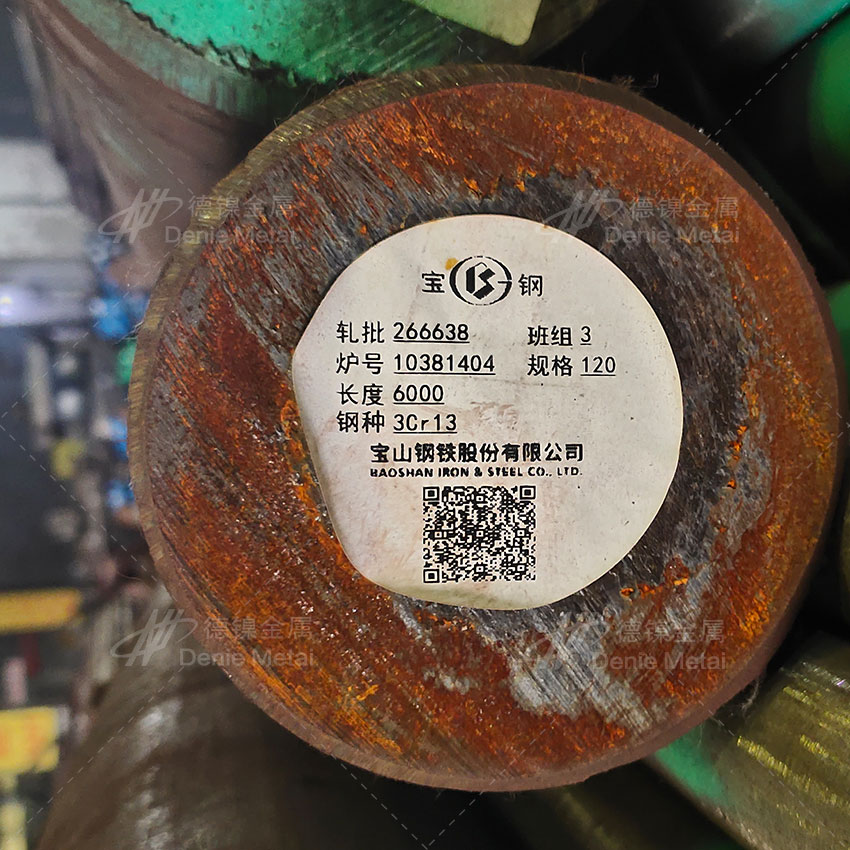 宝 钢
轧批 266638 班组 3
炉号 10381404 规格 120
长度 6000
钢种 3Cr13
宝山钢铁股份有限公司
BAOSHAN IRON & STEEL CO., LTD.
德镍金属
Denie Metal
德镍金属
Denie Metal
德镍金属
Denie Metal
德镍金属
Denie Metal